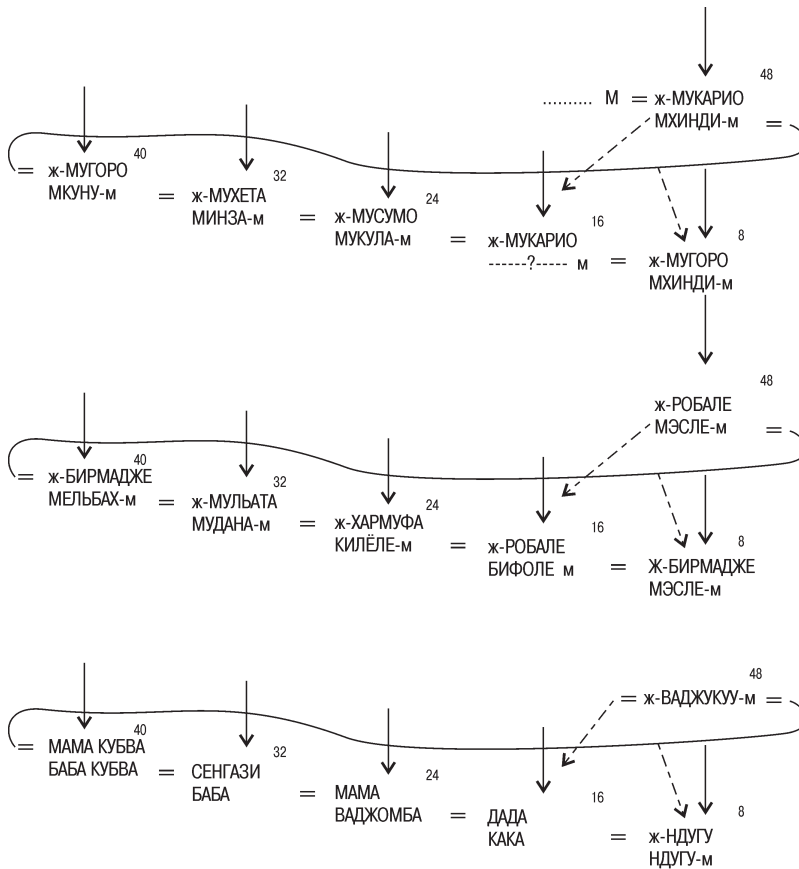 48
.......... М = ж-МУКАРИО
МХИНДИ-м =
40
= ж-МУГОРО
МКУНУ-м
32
= ж-МУХЕТА
МИНЗА-м
24
= ж-МУСУМО
МУКУЛА-м
16
= ж-МУКАРИО
------?----- м
8
= ж-МУГОРО
МХИНДИ-м
48
ж-РОБАЛЕ
МЭСЛЕ-м =
40
= ж-БИРМАДЖЕ
МЕЛЬБАХ-м
32
= ж-МУЛЬАТА
МУДАНА-м
24
= ж-ХАРМУФА
КИЛЁЛЕ-м
16
= ж-РОБАЛЕ
БИФОЛЕ м
8
= Ж-БИРМАДЖЕ
МЭСЛЕ-м
48
= ж-ВАДЖУКУУ-м =
40
= МАМА КУБВА
БАБА КУБВА
32
= СЕНГАЗИ
БАБА
24
= МАМА
ВАДЖОМБА
16
= ДАДА
КАКА
8
= ж-НДУГУ
НДУГУ-м